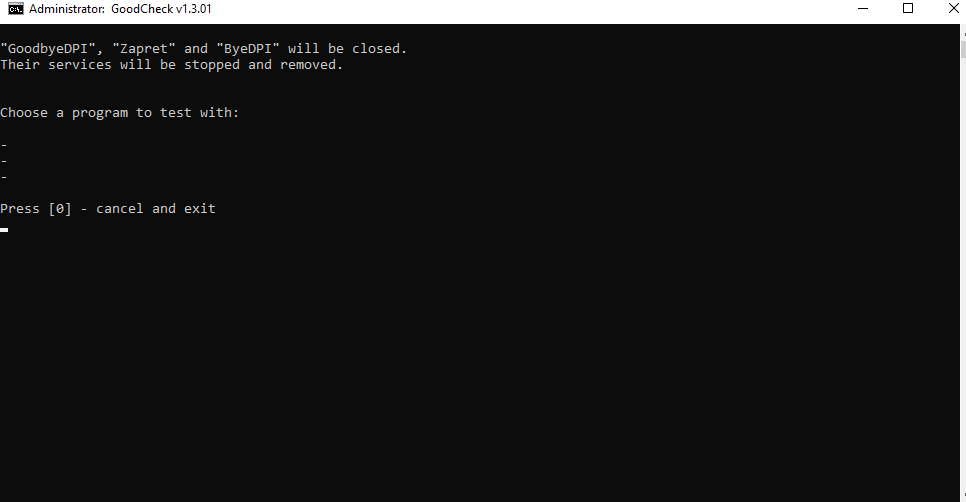 Administrator: GoodCheck v1.3.01
"GoodbyeDPI", "Zapret" and "ByeDPI" will be closed.
Their services will be stopped and removed.
Choose a program to test with:
-
-
-
Press [0] - cancel and exit